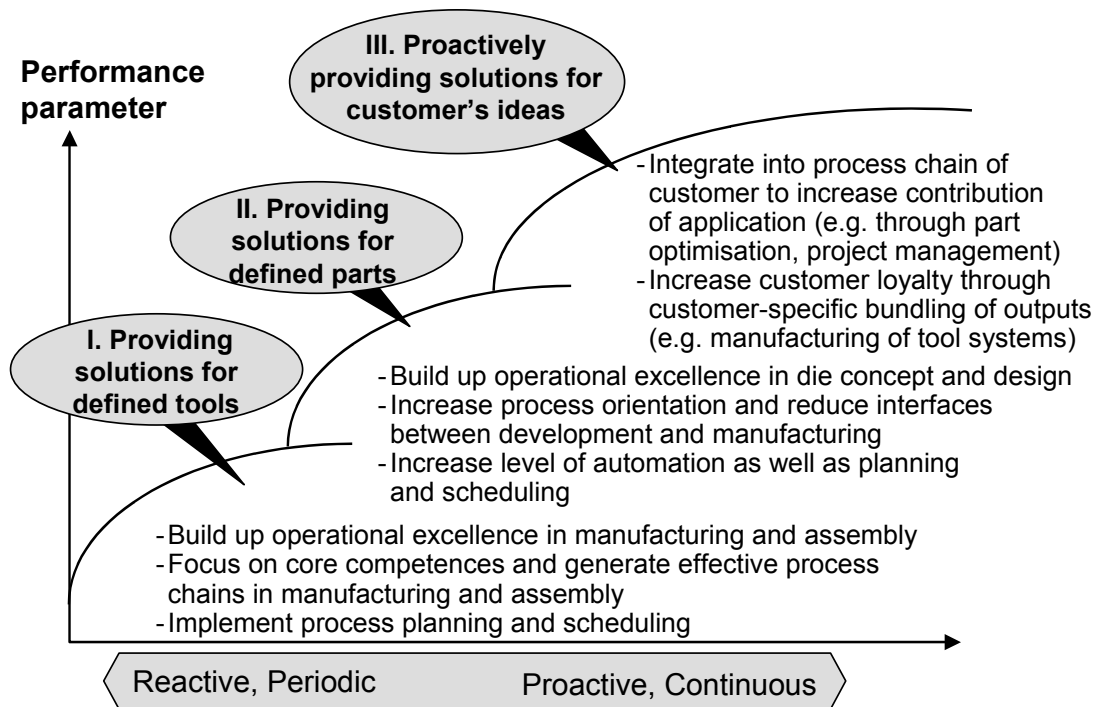 Performance
parameter
III. Proactively
providing solutions for
customer's ideas
- Integrate into process chain of
customer to increase contribution
of application (e.g. through part
optimisation, project management)
- Increase customer loyalty through
customer-specific bundling of outputs
(e.g. manufacturing of tool systems)
II. Providing
solutions for
defined parts
- Build up operational excellence in die concept and design
- Increase process orientation and reduce interfaces
between development and manufacturing
- Increase level of automation as well as planning
and scheduling
I. Providing
solutions for
defined tools
- Build up operational excellence in manufacturing and assembly
- Focus on core competences and generate effective process
chains in manufacturing and assembly
- Implement process planning and scheduling
Reactive, Periodic
Proactive, Continuous